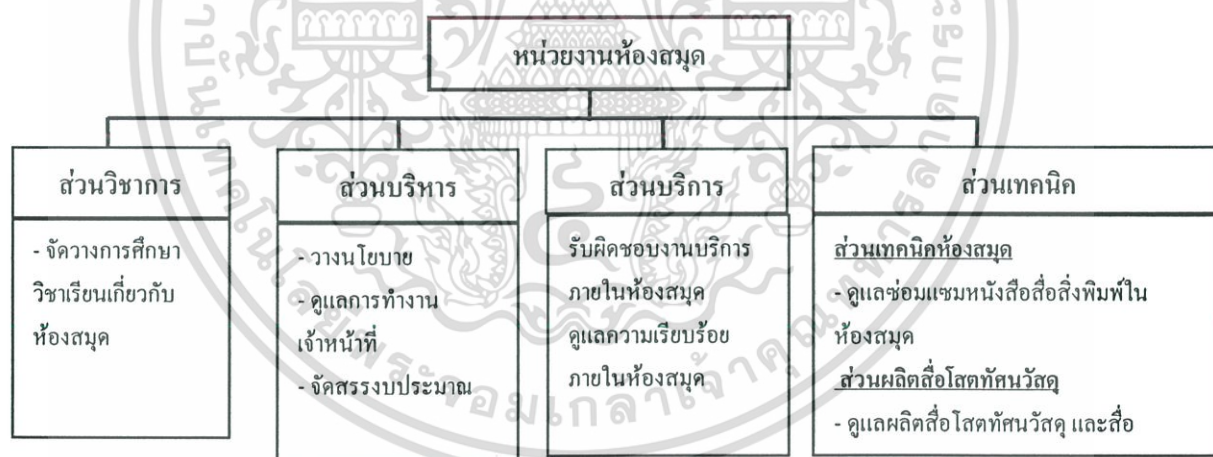 หน่วยงานห้องสมุด
ส่วนวิชาการ
- จัดวางการศึกษา
วิชาเรียนเกี่ยวกับ
ห้องสมุด
ส่วนบริหาร
- วางนโยบาย
- ดูแลการทำงาน
เจ้าหน้าที่
- จัดสรรงบประมาณ
ส่วนบริการ
รับผิดชอบงานบริการ
ภายในห้องสมุด
ดูแลความเรียบร้อย
ภายในห้องสมุด
ส่วนเทคนิค
ส่วนเทคนิคห้องสมุด
- ดูแลซ่อมแซมหนังสือสื่อสิ่งพิมพ์ใน
ห้องสมุด
ส่วนผลิตสื่อโสตทัศนวัสดุ
- ดูแลผลิตสื่อโสตทัศนวัสดุ และสื่อ